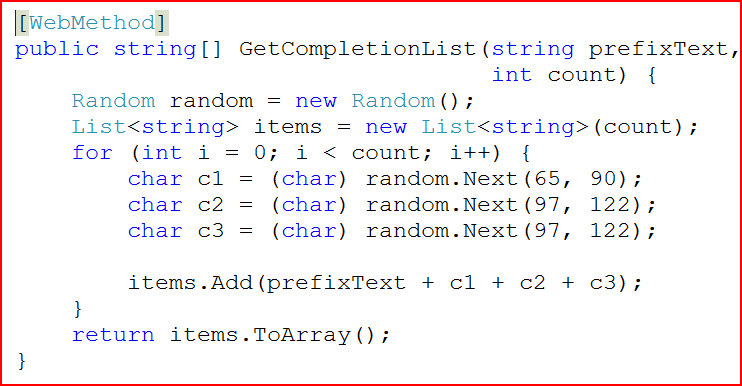 [WebMethod]
public string[] GetCompletionList(string prefixText,
                                  int count) {
    Random random = new Random();
    List<string> items = new List<string>(count);
    for (int i = 0; i < count; i++) {
        char c1 = (char) random.Next(65, 90);
        char c2 = (char) random.Next(97, 122);
        char c3 = (char) random.Next(97, 122);

        items.Add(prefixText + c1 + c2 + c3);
    }
    return items.ToArray();
}